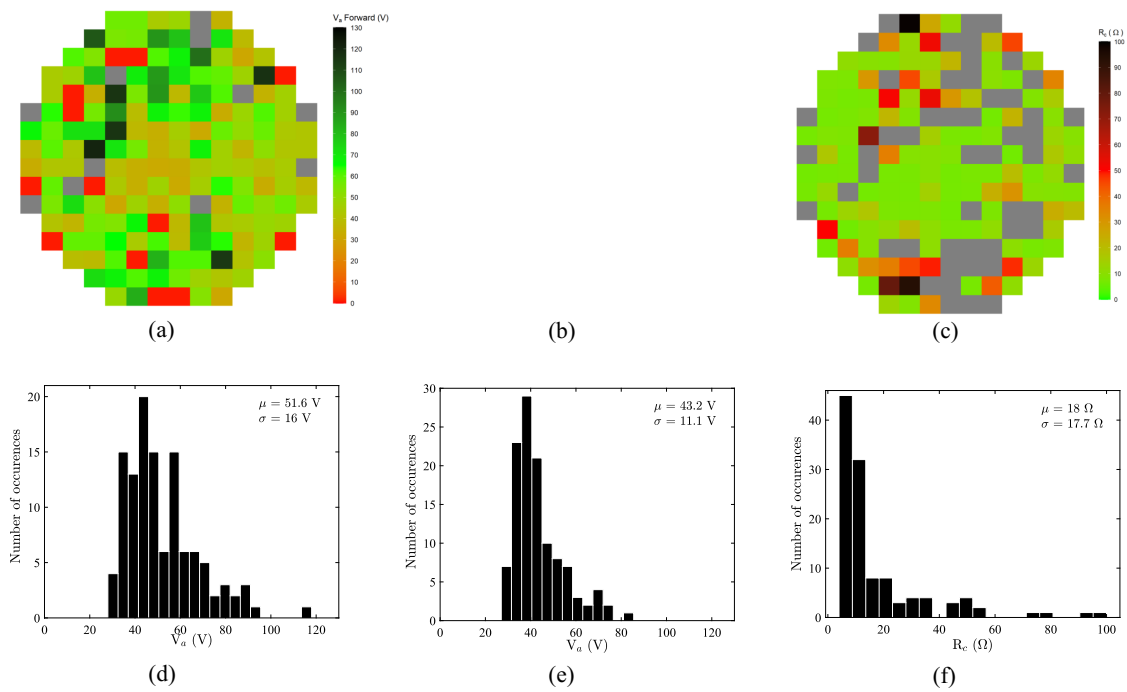 Vₐ Forward (V)
130
120
110
100
90
80
70
60
50
40
30
20
10
0
R_c (Ω)
100
90
80
70
60
50
40
30
20
10
0
(a)
(b)
(c)
μ = 51.6 V
σ = 16 V
Number of occurences
20
15
10
5
0
0 20 40 60 80 100 120
Vₐ (V)
μ = 43.2 V
σ = 11.1 V
Number of occurences
30
25
20
15
10
5
0
0 20 40 60 80 100 120
Vₐ (V)
μ = 18 Ω
σ = 17.7 Ω
Number of occurences
40
30
20
10
0
0 20 40 60 80 100
R_c (Ω)
(d)
(e)
(f)